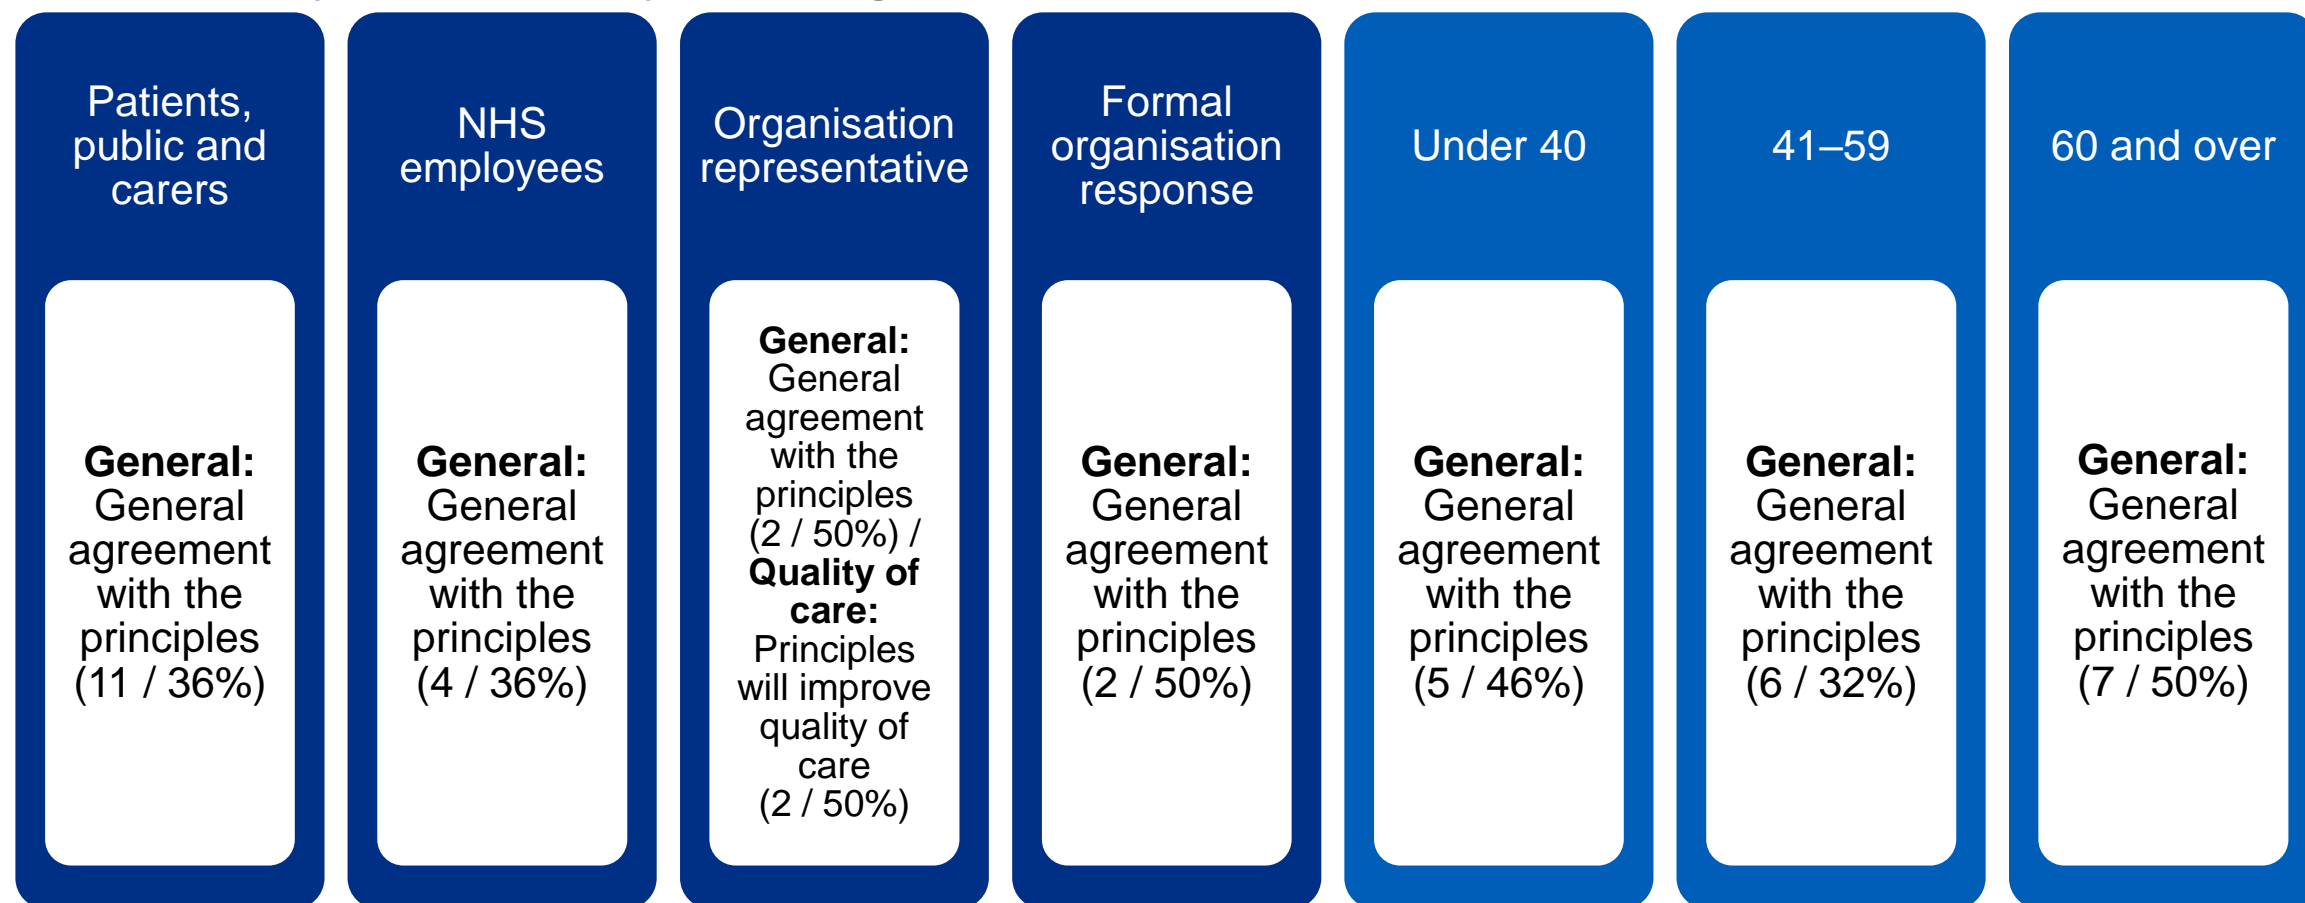 Patients,
public and
carers
General:
General
agreement
with the
principles
(11 / 36%)
NHS
employees
General:
General
agreement
with the
principles
(4 / 36%)
Organisation
representative
General:
General
agreement
with the
principles
(2 / 50%) /
Quality of
care:
Principles
will improve
quality of
care
(2 / 50%)
Formal
organisation
response
General:
General
agreement
with the
principles
(2 / 50%)
Under 40
General:
General
agreement
with the
principles
(5 / 46%)
41–59
General:
General
agreement
with the
principles
(6 / 32%)
60 and over
General:
General
agreement
with the
principles
(7 / 50%)